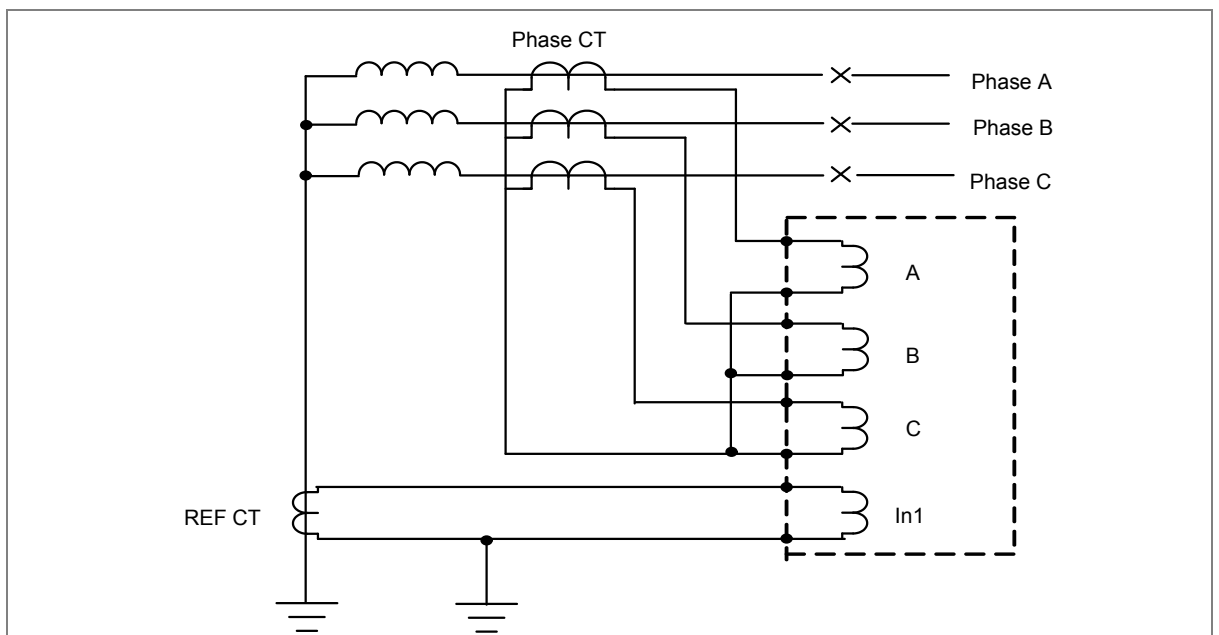 Phase CT
Phase A
Phase B
Phase C
A
B
C
REF CT
In1